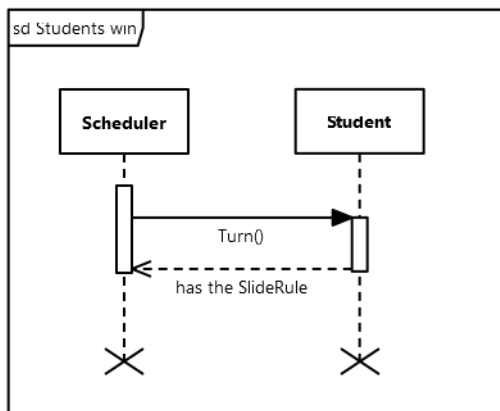 sd Students win
Scheduler
Student
Turn()
has the SlideRule